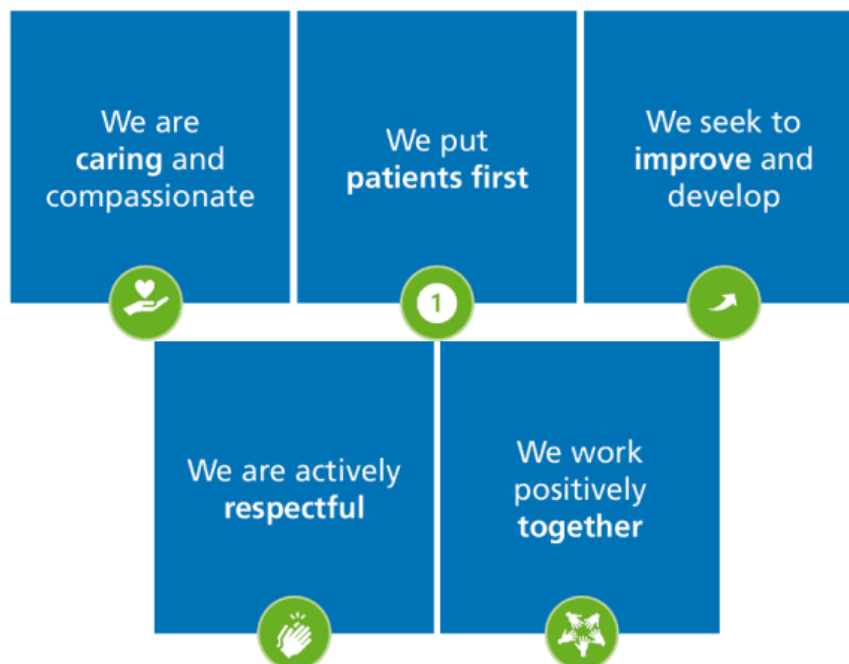 We are
caring and
compassionate
We put
patients first
We seek to
improve and
develop
1
We are actively
respectful
We work
positively
together